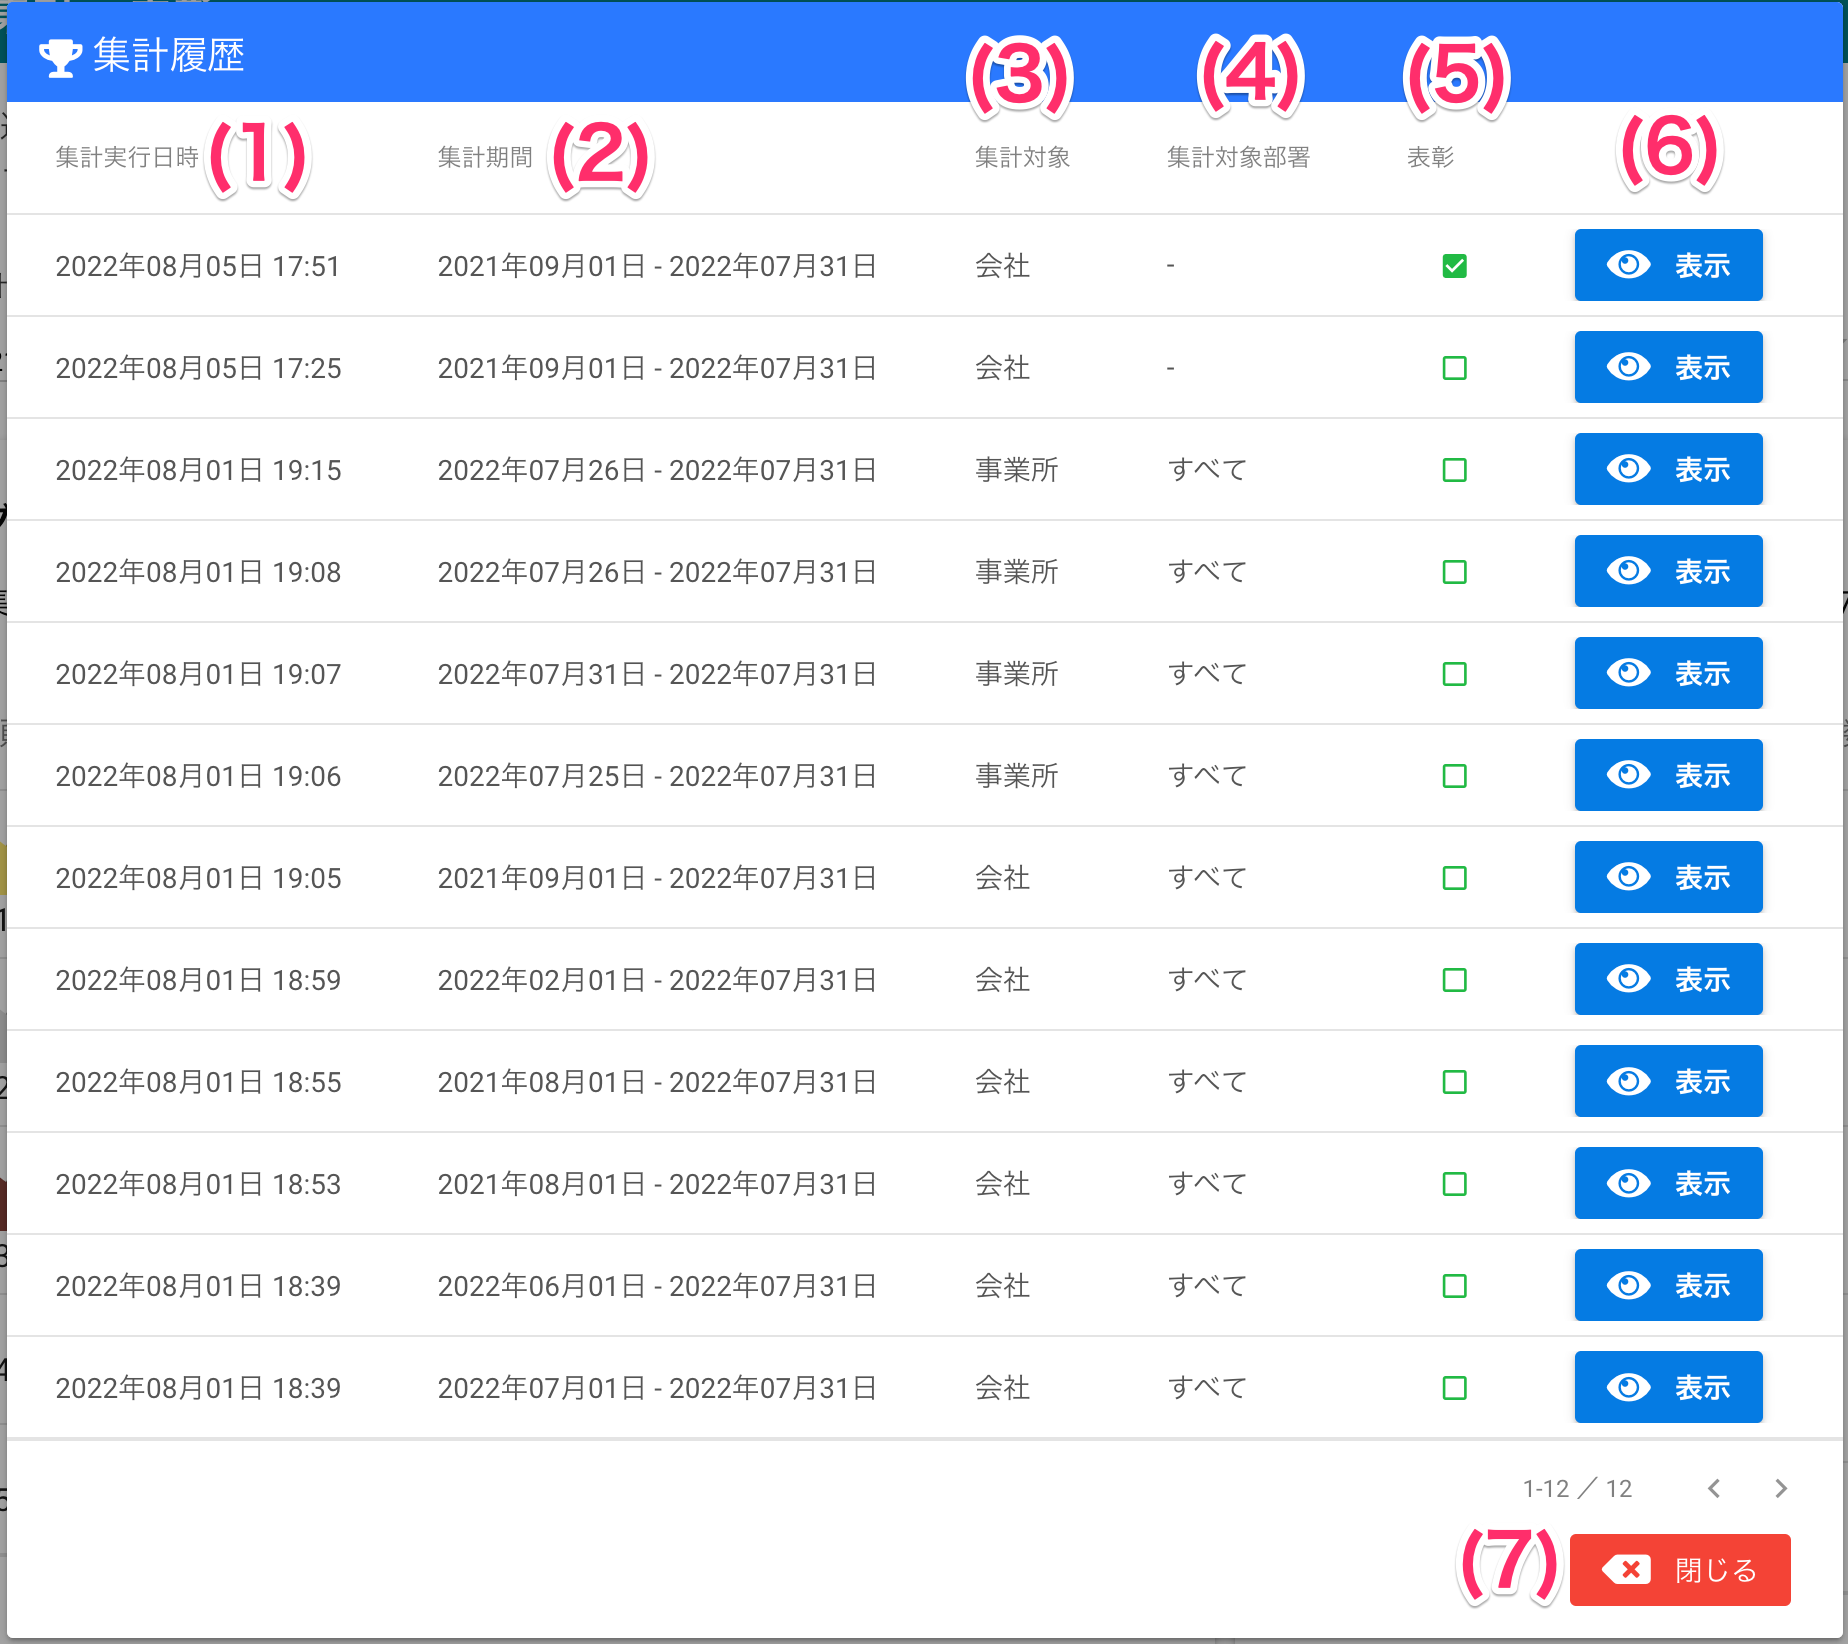 集計履歴
(3) (4) (5)
集計実行日時 (1) 集計期間 (2) 集計対象 集計対象部署 表彰 (6)
2022年08月05日 17:51 2021年09月01日 - 2022年07月31日 会社 - 表示
2022年08月05日 17:25 2021年09月01日 - 2022年07月31日 会社 - 表示
2022年08月01日 19:15 2022年07月26日 - 2022年07月31日 事業所 すべて 表示
2022年08月01日 19:08 2022年07月26日 - 2022年07月31日 事業所 すべて 表示
2022年08月01日 19:07 2022年07月31日 - 2022年07月31日 事業所 すべて 表示
2022年08月01日 19:06 2022年07月25日 - 2022年07月31日 事業所 すべて 表示
2022年08月01日 19:05 2021年09月01日 - 2022年07月31日 会社 すべて 表示
2022年08月01日 18:59 2022年02月01日 - 2022年07月31日 会社 すべて 表示
2022年08月01日 18:55 2021年08月01日 - 2022年07月31日 会社 すべて 表示
2022年08月01日 18:53 2021年08月01日 - 2022年07月31日 会社 すべて 表示
2022年08月01日 18:39 2022年06月01日 - 2022年07月31日 会社 すべて 表示
2022年08月01日 18:39 2022年07月01日 - 2022年07月31日 会社 すべて 表示
1-12 ／ 12
(7) 閉じる